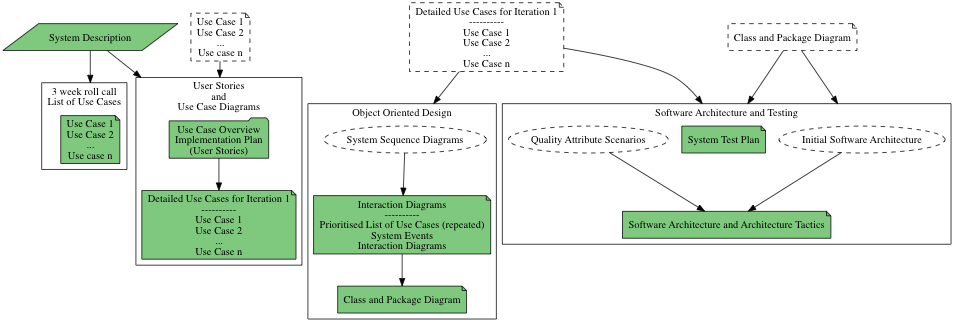 System Description
Use Case 1
Use Case 2
...
Use case n
3 week roll call
List of Use Cases
Use Case 1
Use Case 2
...
Use case n
User Stories
and
Use Case Diagrams
Use Case Overview
Implementation Plan
(User Stories)
Detailed Use Cases for Iteration 1
----------
Use Case 1
Use Case 2
...
Use Case n
Detailed Use Cases for Iteration 1
----------
Use Case 1
Use Case 2
...
Use Case n
Object Oriented Design
System Sequence Diagrams
Interaction Diagrams
----------
Prioritised List of Use Cases (repeated)
System Events
Interaction Diagrams
Class and Package Diagram
Class and Package Diagram
Software Architecture and Testing
Quality Attribute Scenarios
System Test Plan
Initial Software Architecture
Software Architecture and Architecture Tactics